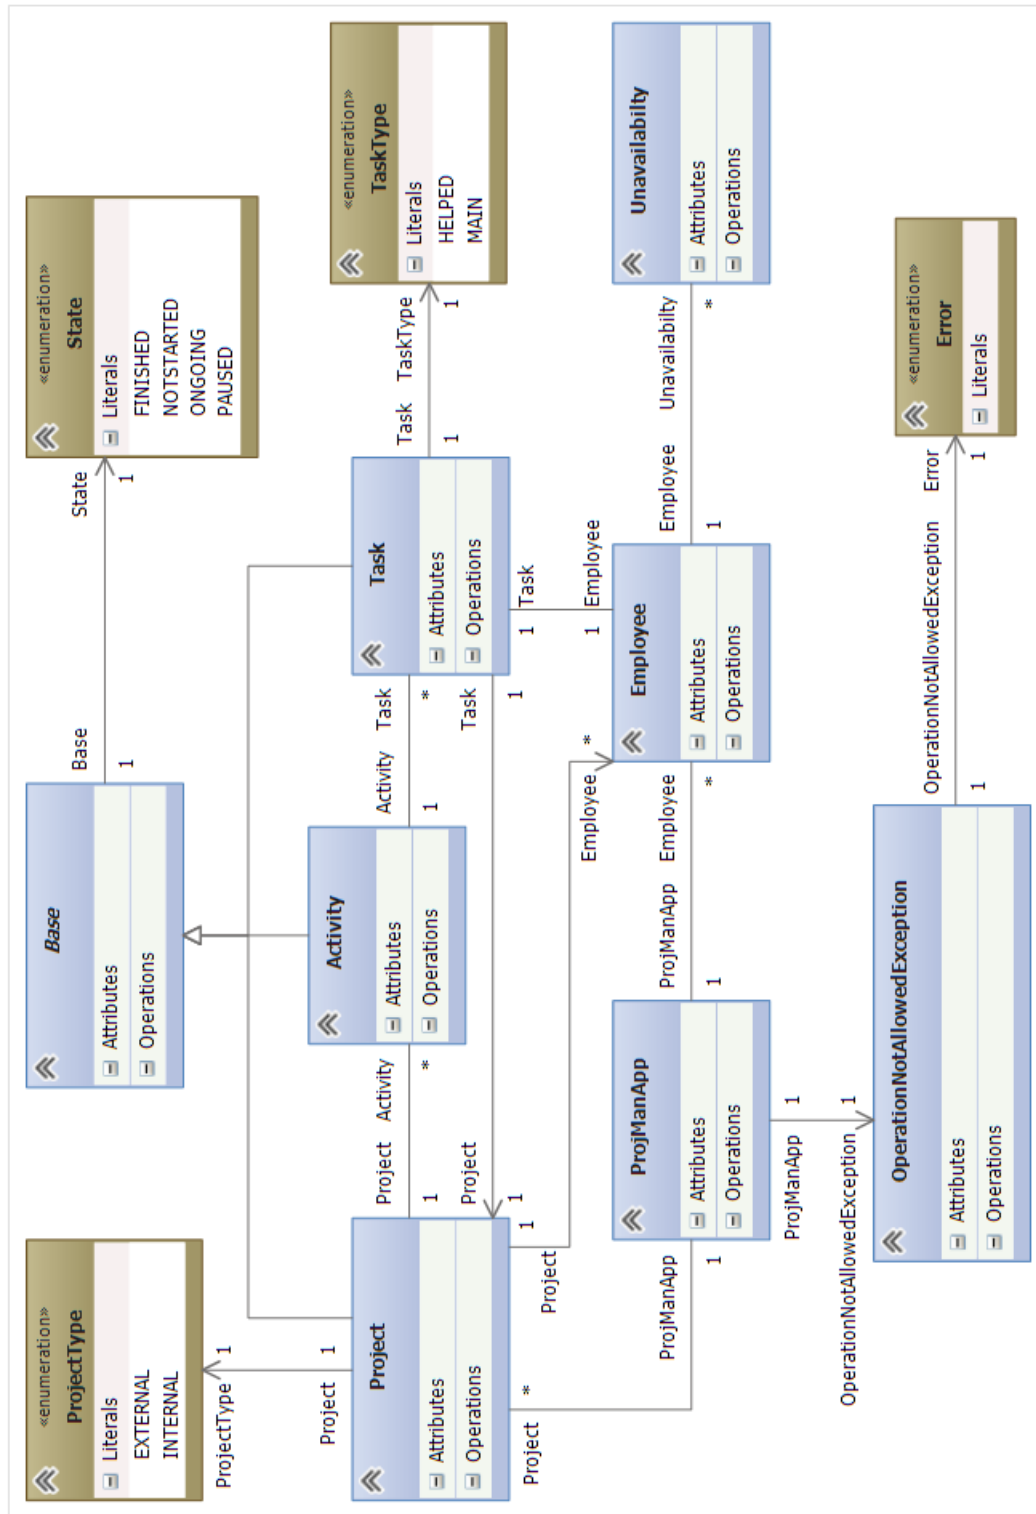 «enumeration»
ProjectType
Literals
EXTERNAL
INTERNAL
ProjectType
1
Project
1
Base
Attributes
Operations
Base
1
State
1
«enumeration»
State
Literals
FINISHED
NOTSTARTED
ONGOING
PAUSED
Project
Attributes
Operations
Project
1
Activity
*
Activity
Attributes
Operations
Activity
1
Task
*
Task
Attributes
Operations
Task
1
TaskType
1
«enumeration»
TaskType
Literals
HELPED
MAIN
Project
1
Task
1
Project
1
Employee
*
Task
1
Employee
1
Project
*
ProjManApp
1
ProjManApp
Attributes
Operations
ProjManApp
1
Employee
*
Employee
Attributes
Operations
Employee
1
Unavailabilty
*
Unavailabilty
Attributes
Operations
ProjManApp
1
OperationNotAllowedException
1
OperationNotAllowedException
Attributes
Operations
OperationNotAllowedException
1
Error
1
«enumeration»
Error
Literals